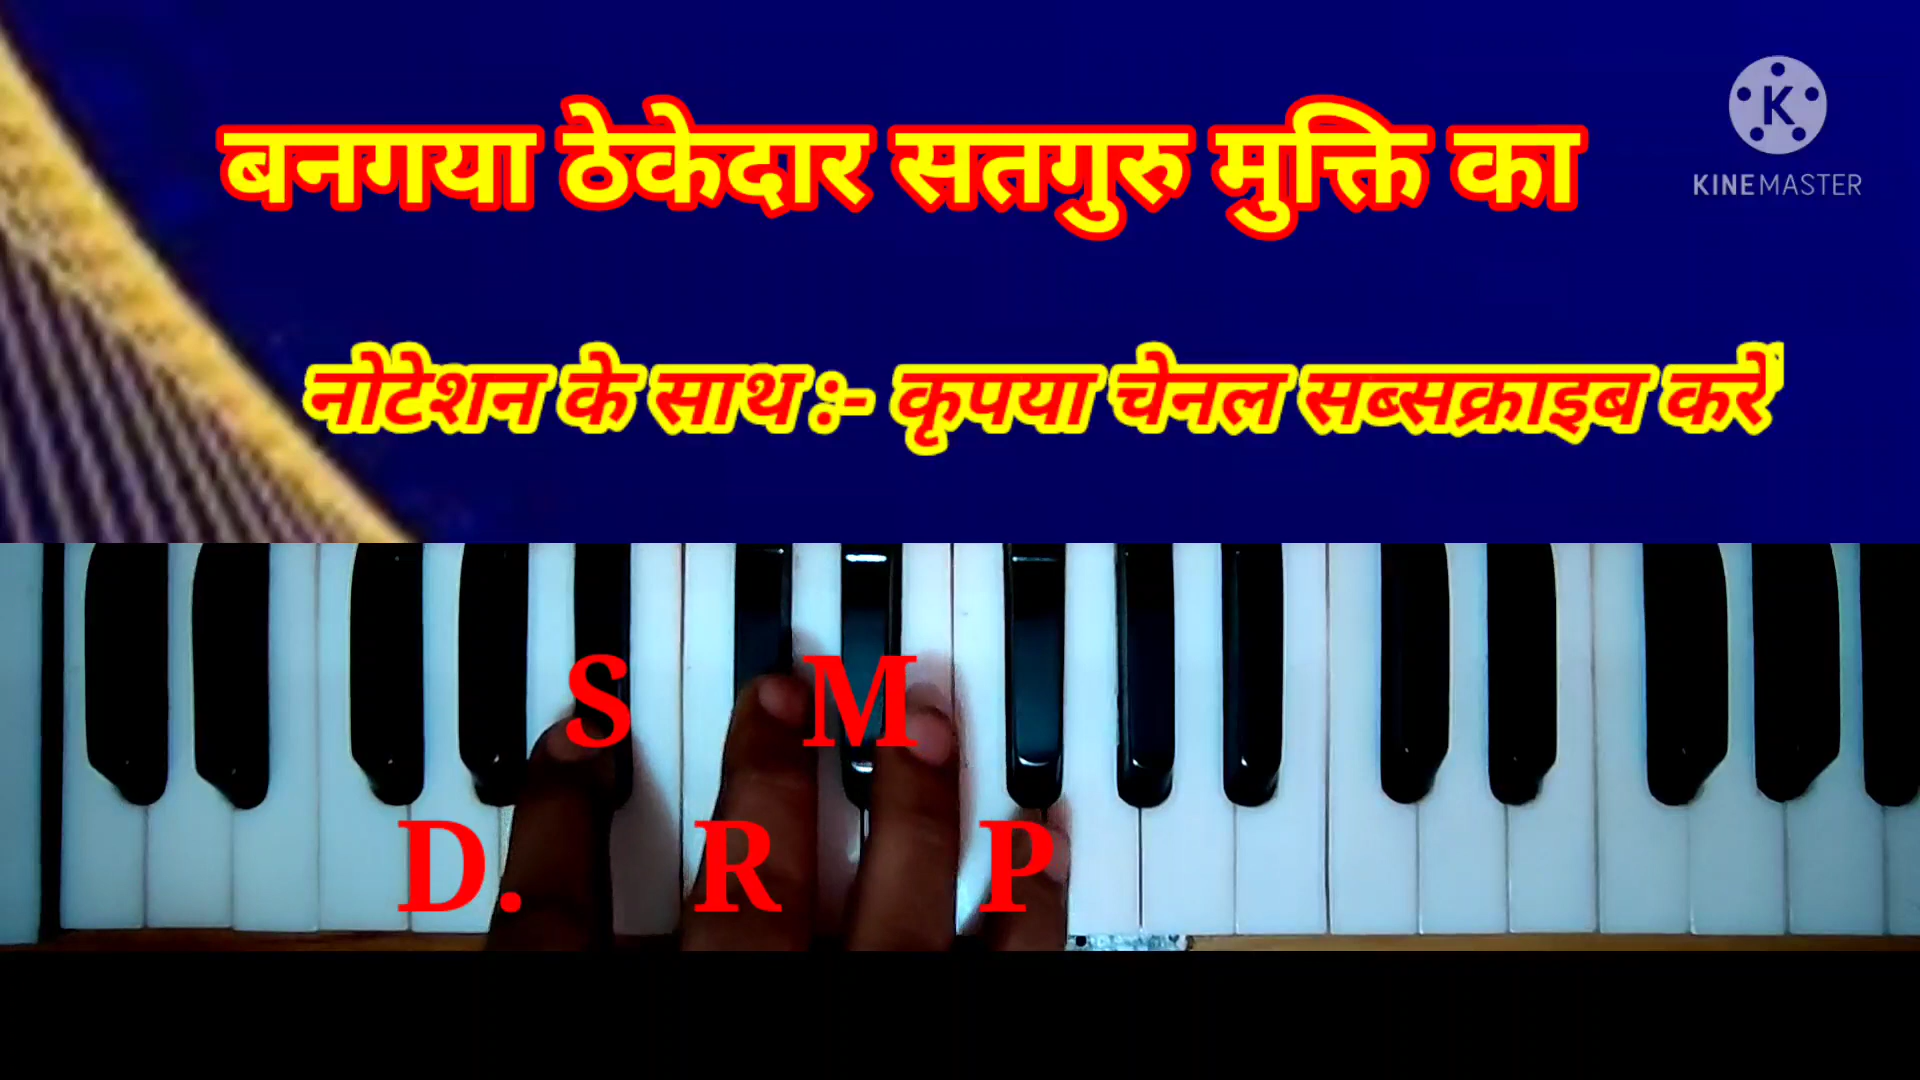 बनगया ठेकेदार सतगुरु मुक्ति का
K
KINEMASTER
नोटेशन के साथ :- कृपया चेनल सब्सक्राइब करें
S M
D. R P